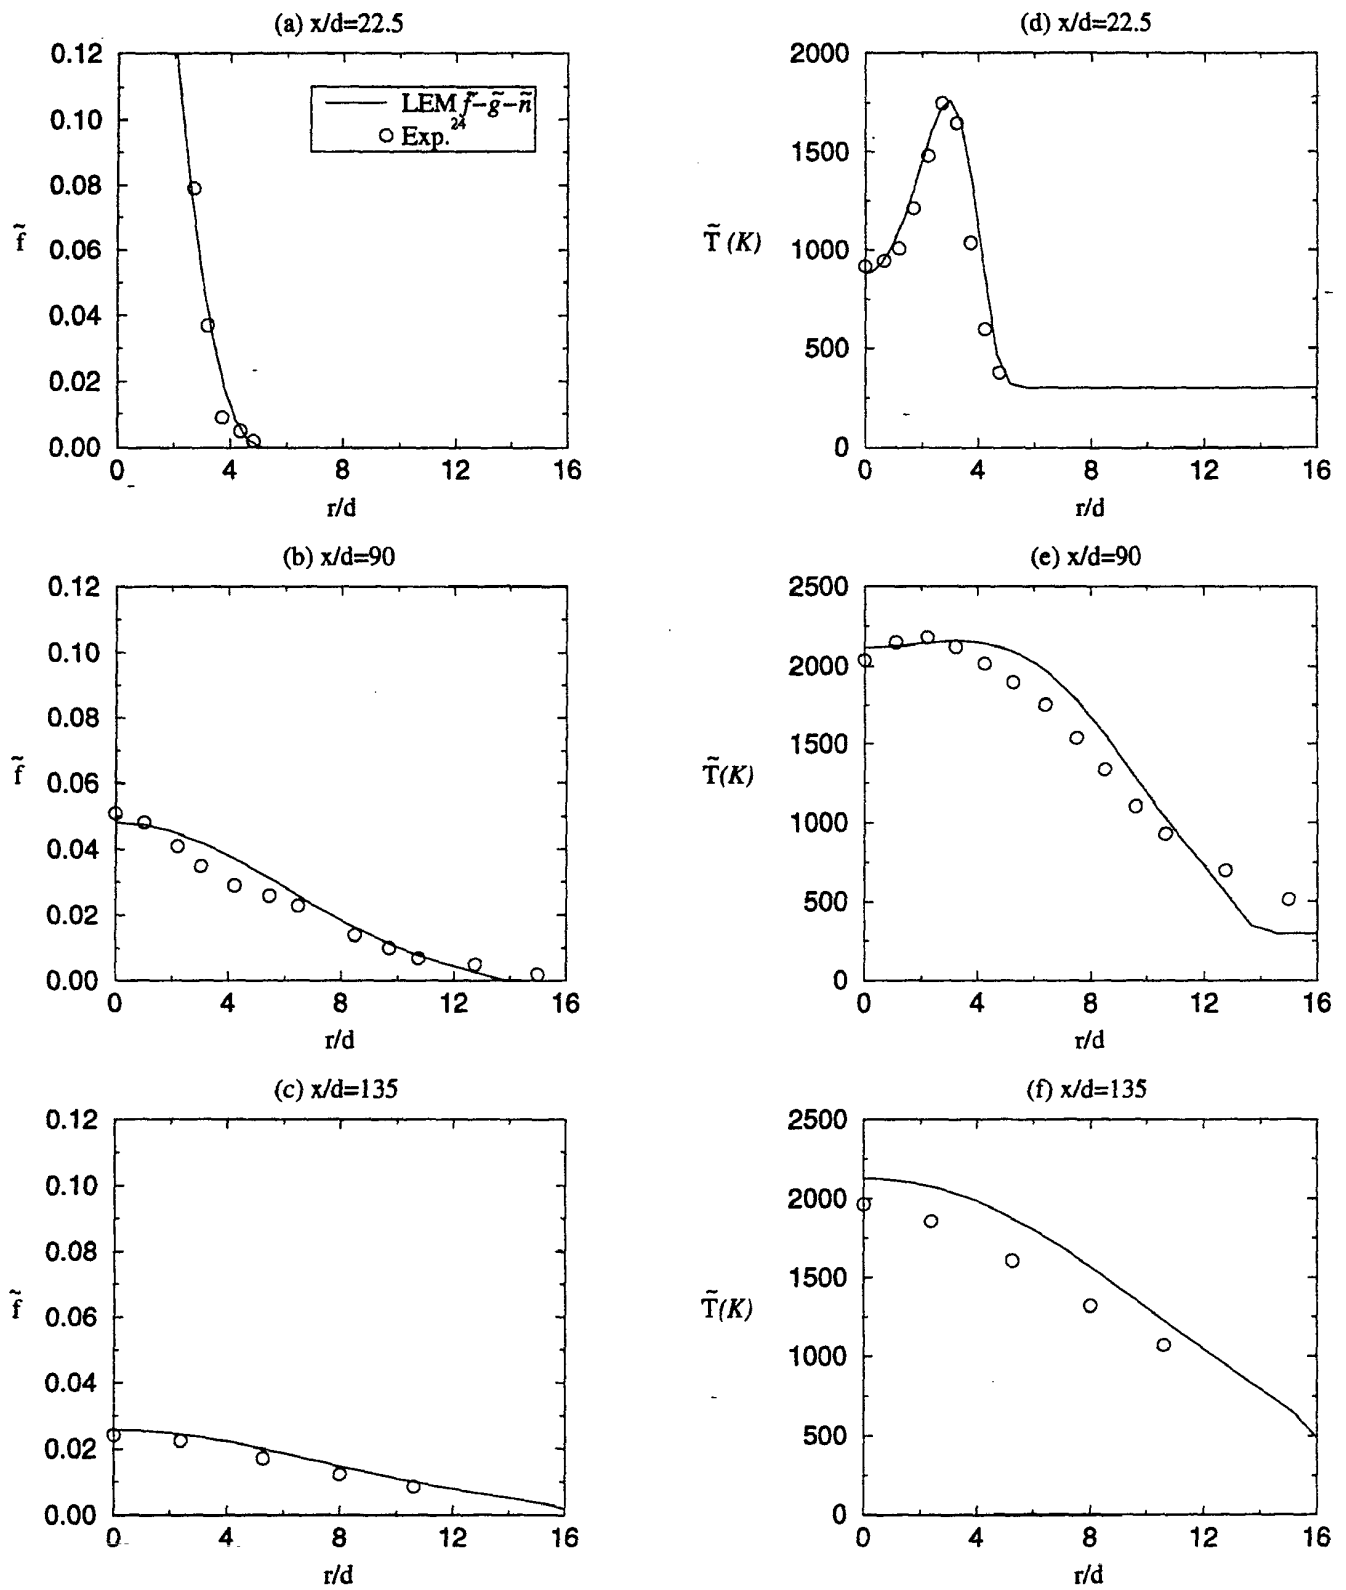 (a) x/d=22.5
0.12
0.10
0.08
0.06
0.04
0.02
0.00
f̃
LEM f̃-g̃-ñ
Exp.²⁴
0 4 8 12 16
r/d
(d) x/d=22.5
2000
1500
1000
500
0
T̃ (K)
0 4 8 12 16
r/d
(b) x/d=90
0.12
0.10
0.08
0.06
0.04
0.02
0.00
f̃
0 4 8 12 16
r/d
(e) x/d=90
2500
2000
1500
1000
500
0
T̃(K)
0 4 8 12 16
r/d
(c) x/d=135
0.12
0.10
0.08
0.06
0.04
0.02
0.00
f̃
0 4 8 12 16
r/d
(f) x/d=135
2500
2000
1500
1000
500
0
T̃(K)
0 4 8 12 16
r/d